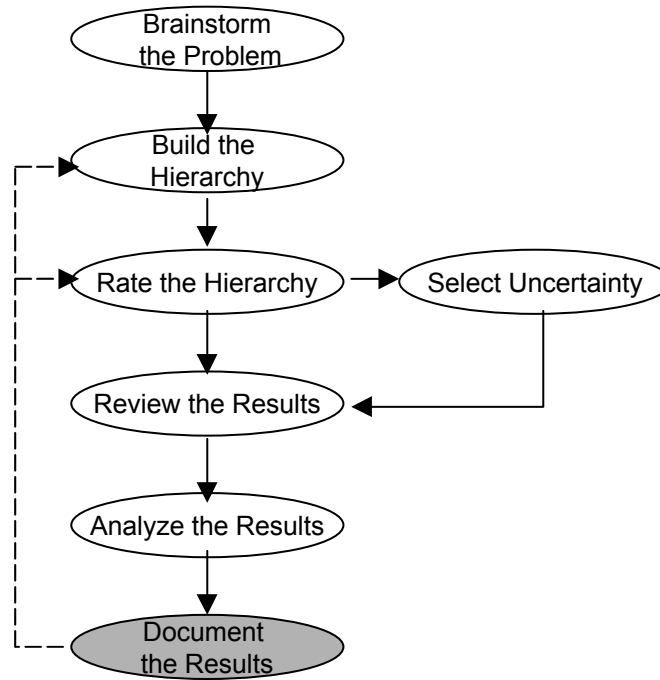 Brainstorm
the Problem
Build the
Hierarchy
Rate the Hierarchy
Select Uncertainty
Review the Results
Analyze the Results
Document
the Results